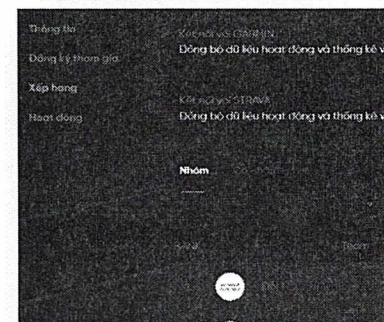 Thông tin
Đăng ký tham gia
Xếp hạng
Hoạt động
Kết nối với GARMIN
Đồng bộ dữ liệu hoạt động và thống kê v
Kết nối với STRAVA
Đồng bộ dữ liệu hoạt động và thống kê v
Nhóm